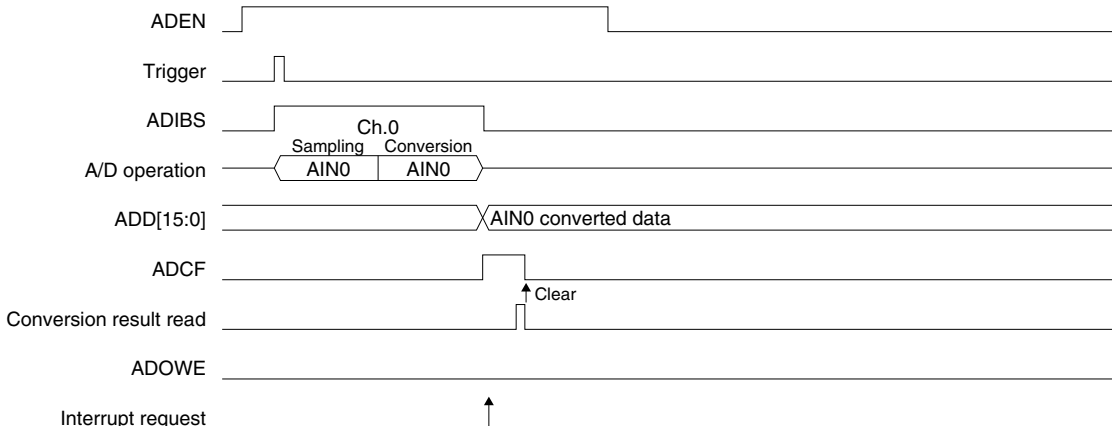 ADEN
Trigger
ADIBS
Ch.0
Sampling Conversion
A/D operation AIN0 AIN0
ADD[15:0] AIN0 converted data
ADCF
Clear
Conversion result read
ADOWE
Interrupt request